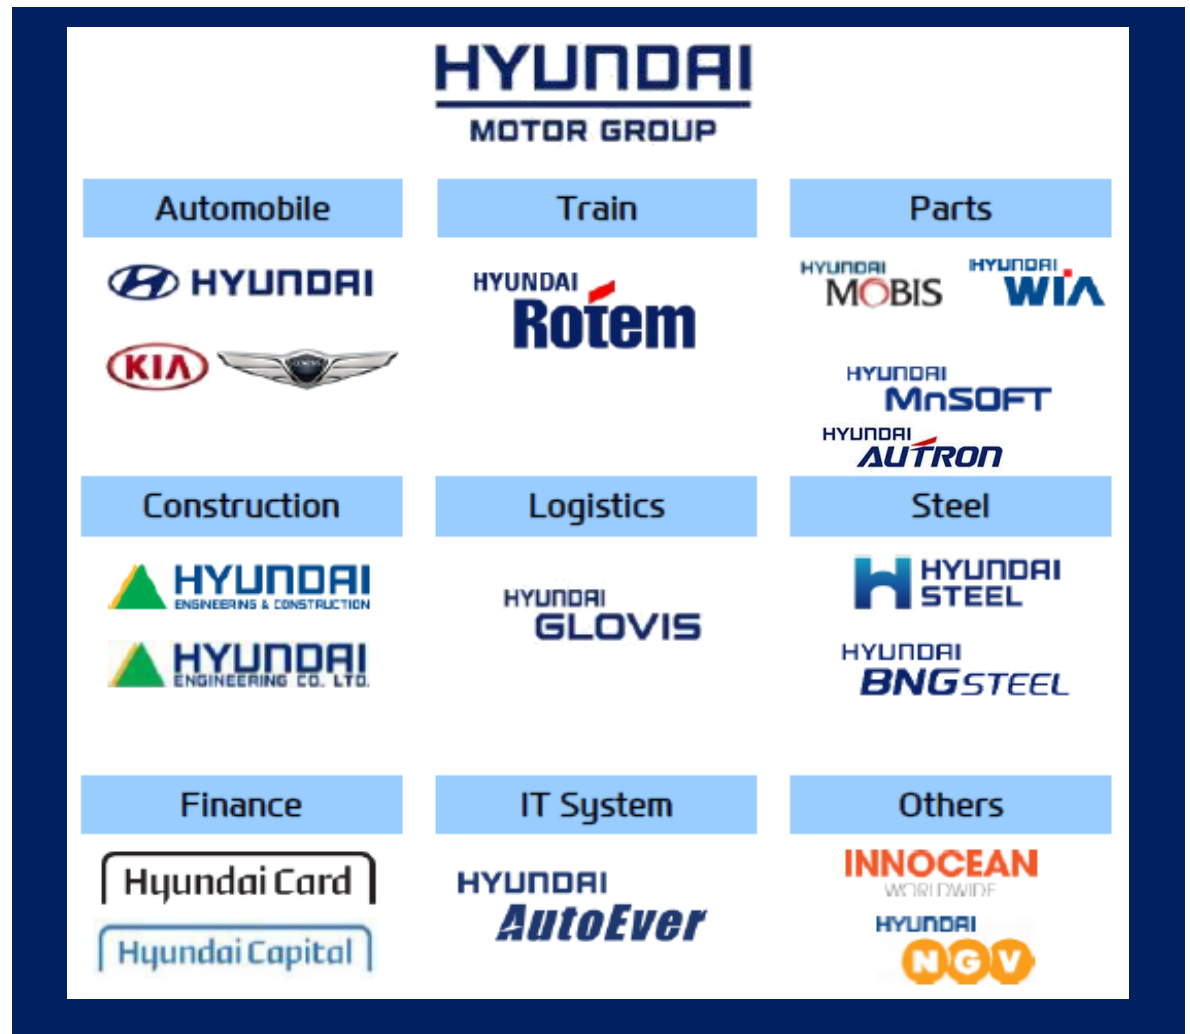 HYUNDAI
MOTOR GROUP
Automobile
Train
Parts
HYUNDAI
KIA
HYUNDAI
Rotem
HYUNDAI
MOBIS
HYUNDAI
WIA
HYUNDAI
MnSOFT
HYUNDAI
AUTRON
Construction
Logistics
Steel
HYUNDAI
ENGINEERING & CONSTRUCTION
HYUNDAI
ENGINEERING CO. LTD.
HYUNDAI
GLOVIS
HYUNDAI
STEEL
HYUNDAI
BNGSTEEL
Finance
IT System
Others
Hyundai Card
Hyundai Capital
HYUNDAI
AutoEver
INNOCEAN
WORLDWIDE
HYUNDAI
NGV